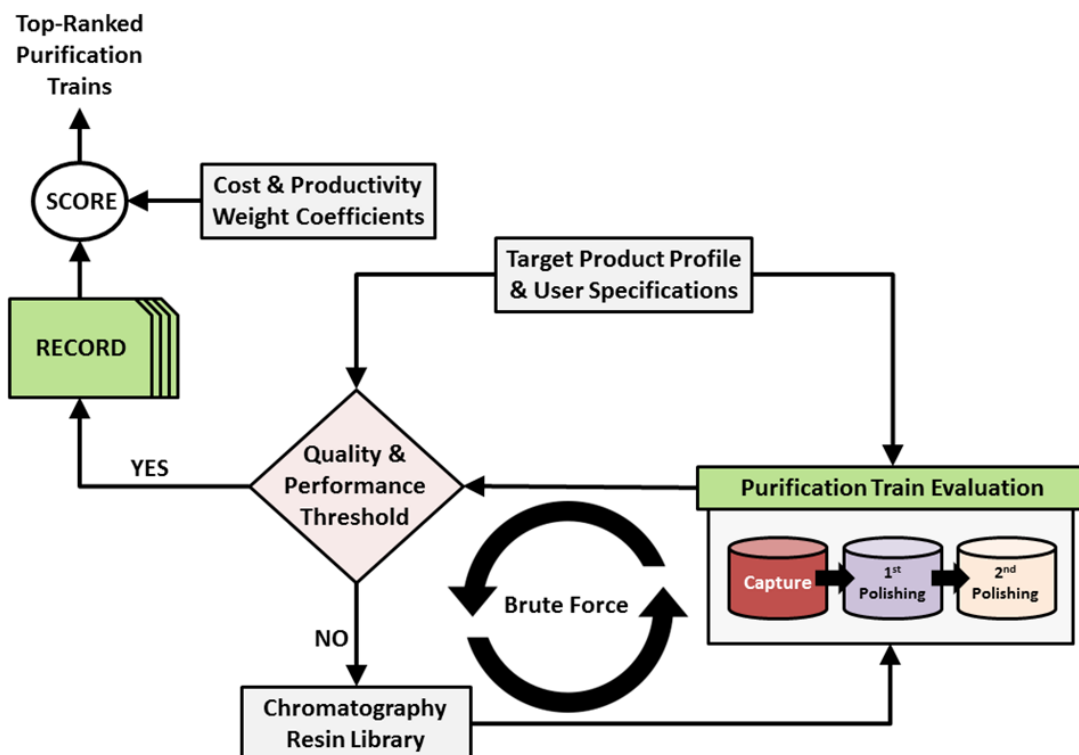 Top-Ranked
Purification
Trains
SCORE
Cost & Productivity
Weight Coefficients
Target Product Profile
& User Specifications
RECORD
YES
Quality &
Performance
Threshold
Purification Train Evaluation
Capture
1st
Polishing
2nd
Polishing
Brute Force
NO
Chromatography
Resin Library